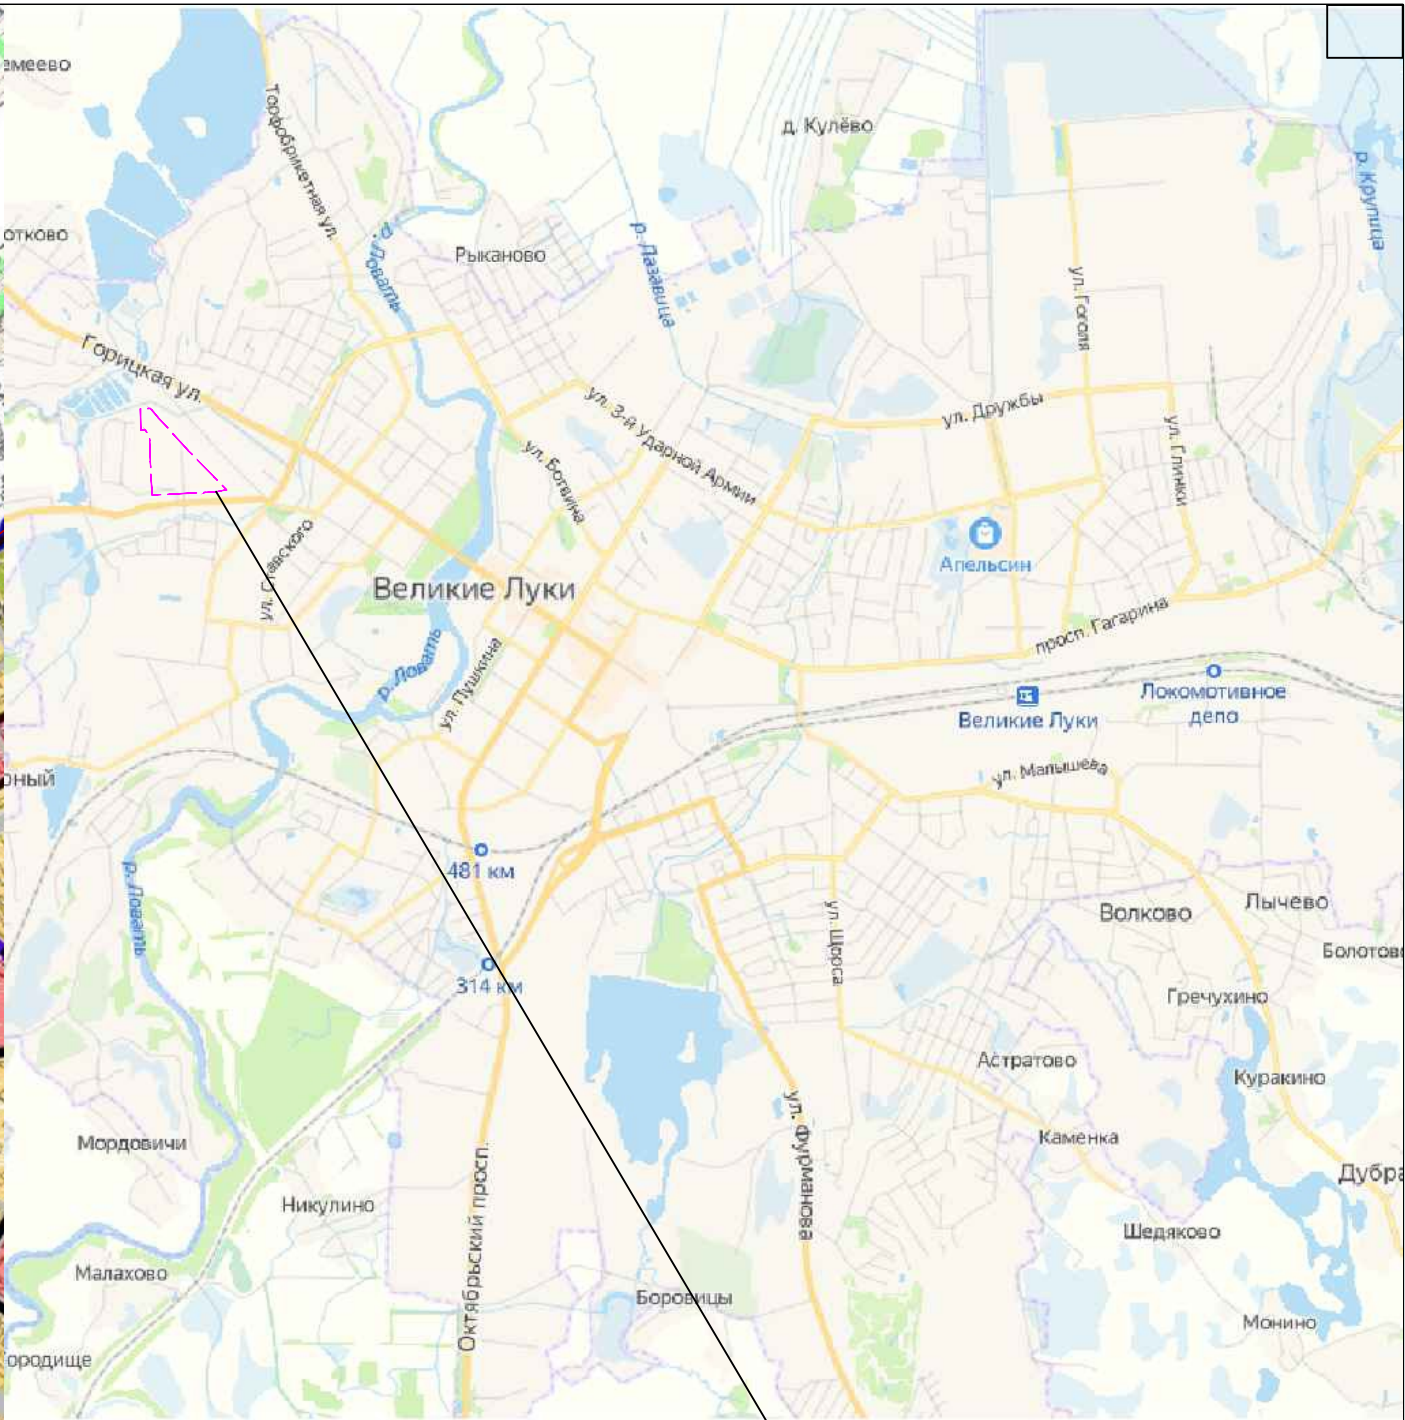 емеево
Торфобрикетная ул.
д. Кулёво
р. Крупица
отково
р. Ловать
Рыканово
р. Лазавица
ул. Гоголя
Горицкая ул.
ул. 3-й Ударной Армии
ул. Дружбы
ул. Глинки
ул. Ботвина
ул. Ставского
Апельсин
Великие Луки
просп. Гагарина
р. Ловать
ул. Пушкина
Великие Луки
Локомотивное
депо
рный
ул. Малышева
481 км
р. Ловать
ул. Щорса
Волково
Лычево
Болотов
314 км
Гречухино
Астратово
Куракино
ул. Фурманова
Каменка
Мордовичи
Дубра
Никулино
Октябрьский просп.
Шедяково
Малахово
Боровицы
Монино
ородище